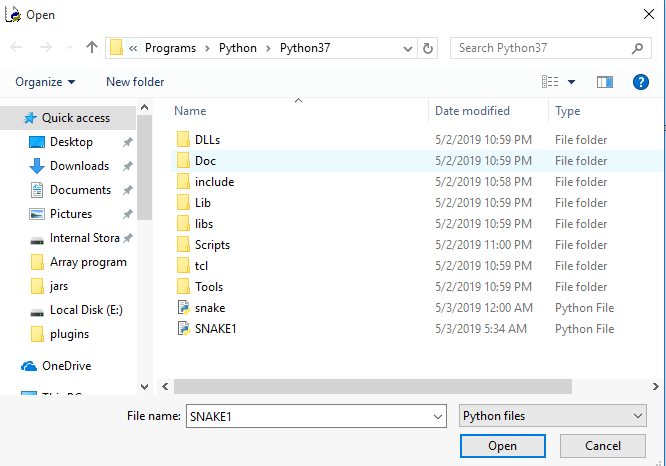 Open
« Programs > Python > Python37
Search Python37
Organize
New folder
Name Date modified Type
Quick access
Desktop
Downloads
Documents
Pictures
Internal Stora
Array program
jars
Local Disk (E:)
plugins
OneDrive
DLLs 5/2/2019 10:59 PM File folder
Doc 5/2/2019 10:59 PM File folder
include 5/2/2019 10:58 PM File folder
Lib 5/2/2019 10:59 PM File folder
libs 5/2/2019 10:59 PM File folder
Scripts 5/2/2019 11:00 PM File folder
tcl 5/2/2019 10:59 PM File folder
Tools 5/2/2019 10:59 PM File folder
snake 5/3/2019 12:00 AM Python File
SNAKE1 5/3/2019 5:34 AM Python File
File name: SNAKE1
Python files
Open Cancel